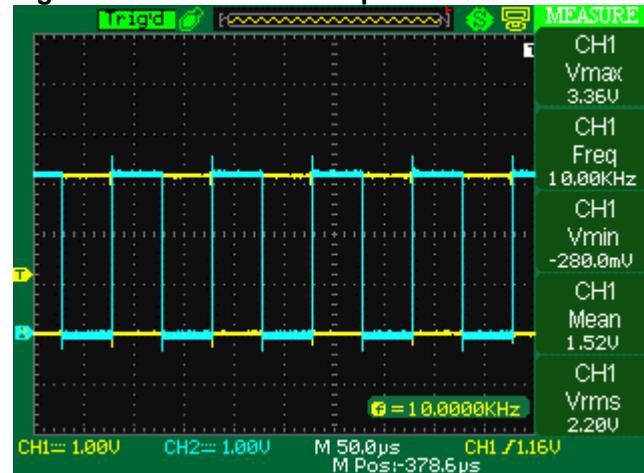 Trig'd
MEASURE
CH1
Vmax
3.36V
CH1
Freq
10.00KHz
CH1
Vmin
-280.0mV
CH1
Mean
1.52V
CH1
Vrms
2.20V
T
T
2
f = 10.0000KHz
CH1 1.00V CH2 1.00V M 50.0µs CH1 1.16V
M Pos:-378.6µs